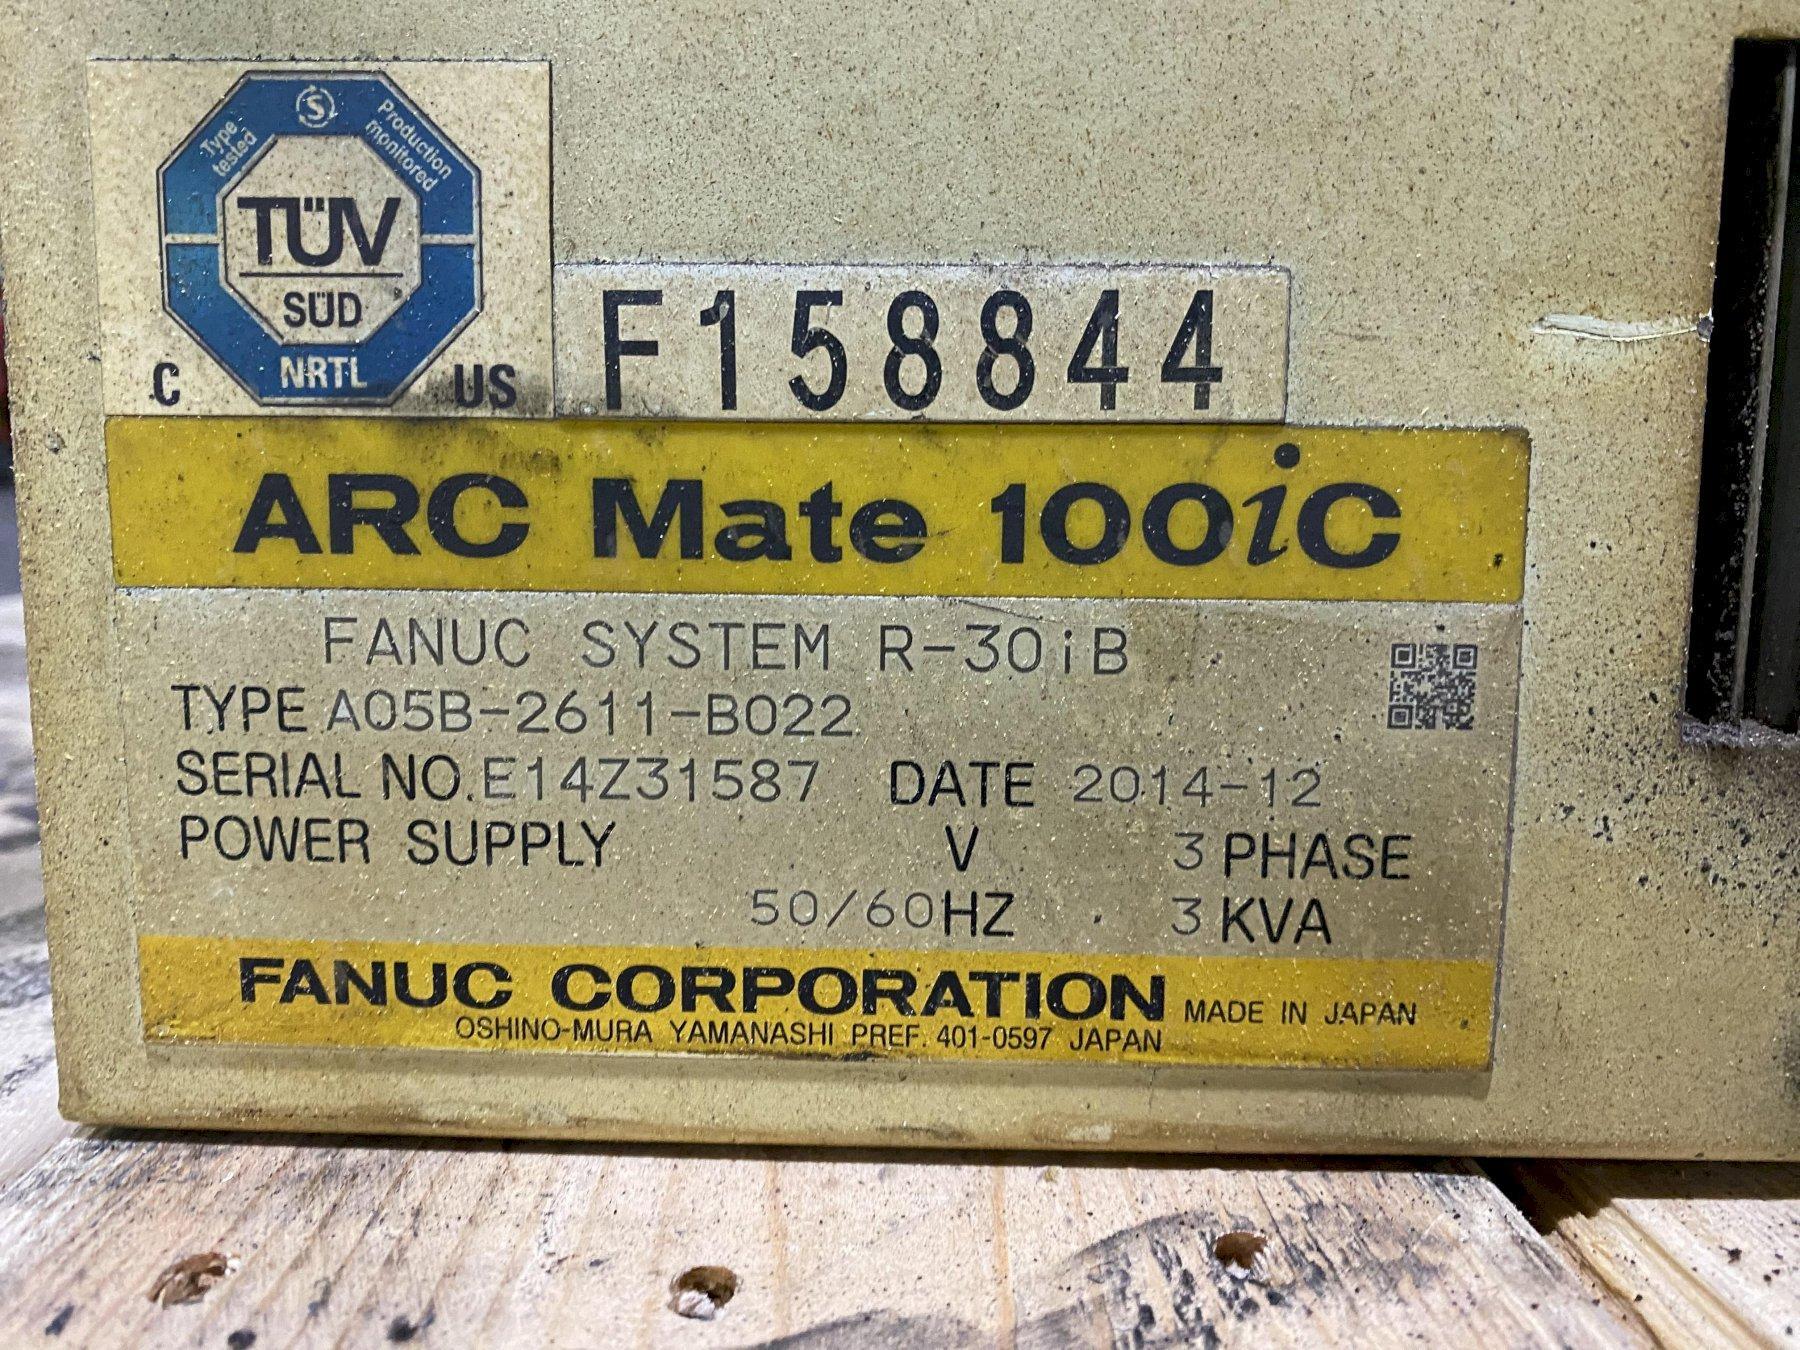 Type tested
Production monitored
TÜV
SÜD
NRTL
C US
F158844
ARC Mate 100iC
FANUC SYSTEM R-30iB
TYPE A05B-2611-B022
SERIAL NO. E14Z31587 DATE 2014-12
POWER SUPPLY V 3 PHASE
50/60HZ 3 KVA
FANUC CORPORATION MADE IN JAPAN
OSHINO-MURA YAMANASHI PREF. 401-0597 JAPAN